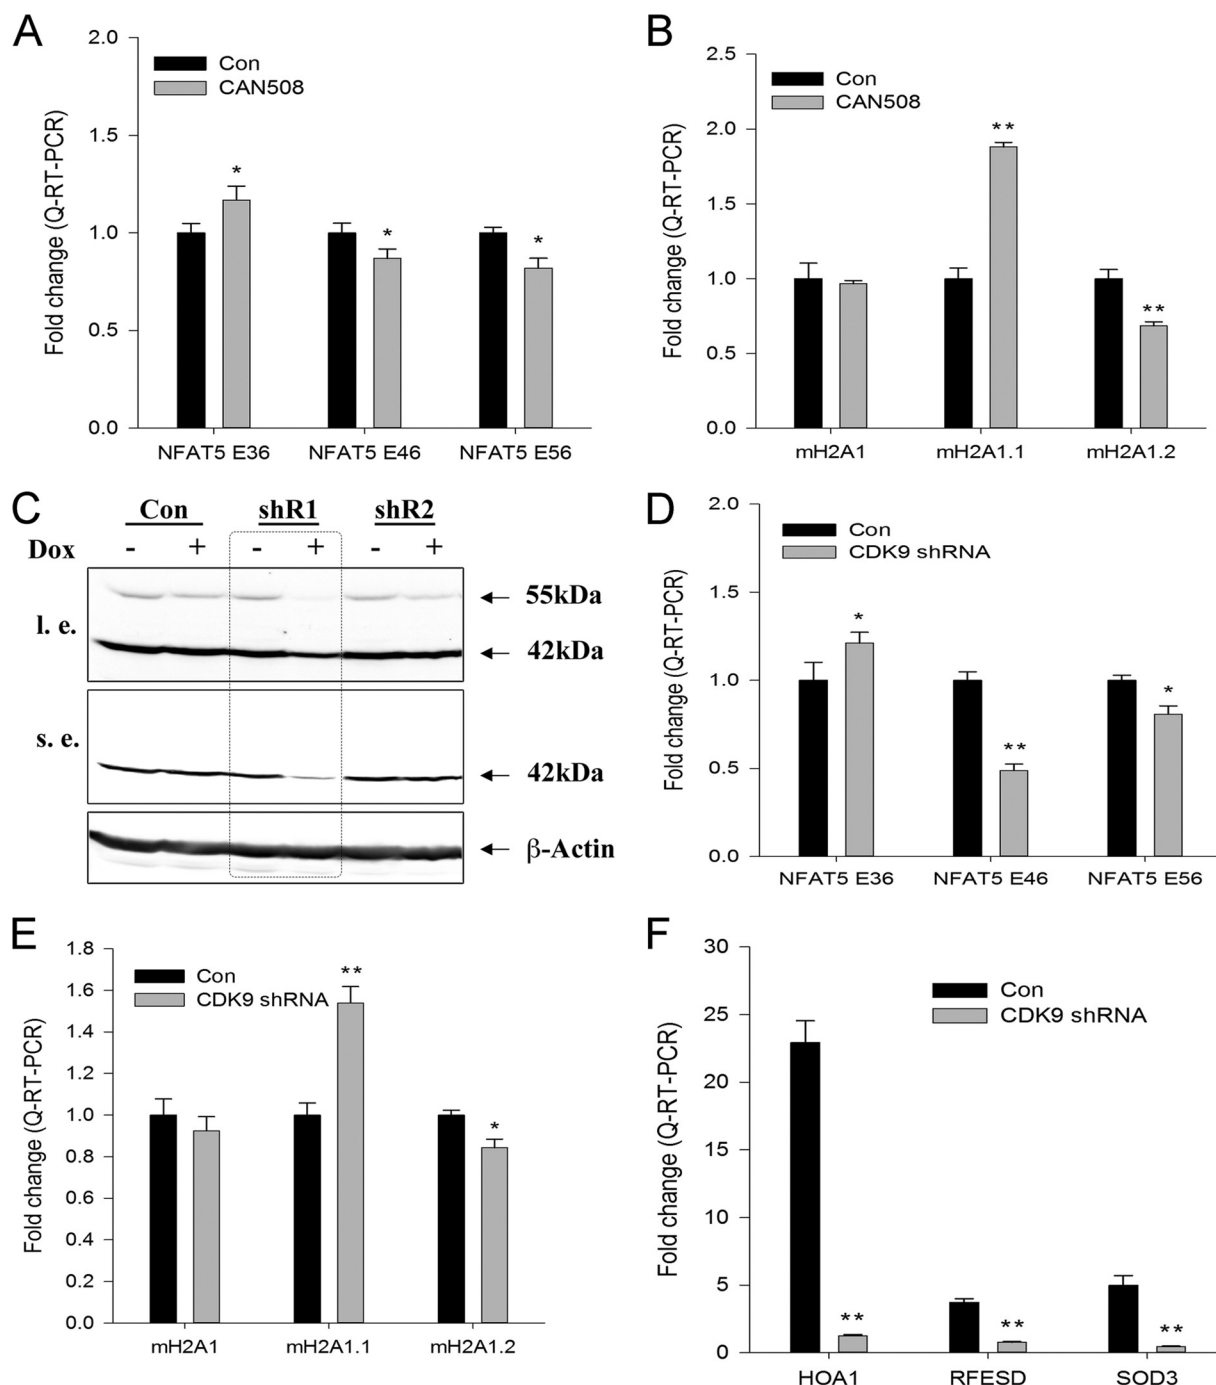 A
Fold change (Q-RT-PCR)
2.0
1.5
1.0
0.5
0.0
Con
CAN508
*
*
*
NFAT5 E36 NFAT5 E46 NFAT5 E56
B
Fold change (Q-RT-PCR)
2.5
2.0
1.5
1.0
0.5
0.0
Con
CAN508
**
**
mH2A1 mH2A1.1 mH2A1.2
C
Con shR1 shR2
Dox - + - + - +
l. e.
55kDa
42kDa
s. e.
42kDa
β-Actin
D
Fold change (Q-RT-PCR)
2.0
1.5
1.0
0.5
0.0
Con
CDK9 shRNA
*
**
*
NFAT5 E36 NFAT5 E46 NFAT5 E56
E
Fold change (Q-RT-PCR)
1.8
1.6
1.4
1.2
1.0
0.8
0.6
0.4
0.2
0.0
Con
CDK9 shRNA
**
*
mH2A1 mH2A1.1 mH2A1.2
F
Fold change (Q-RT-PCR)
30
25
20
15
10
5
0
Con
CDK9 shRNA
**
**
**
HOA1 RFESD SOD3